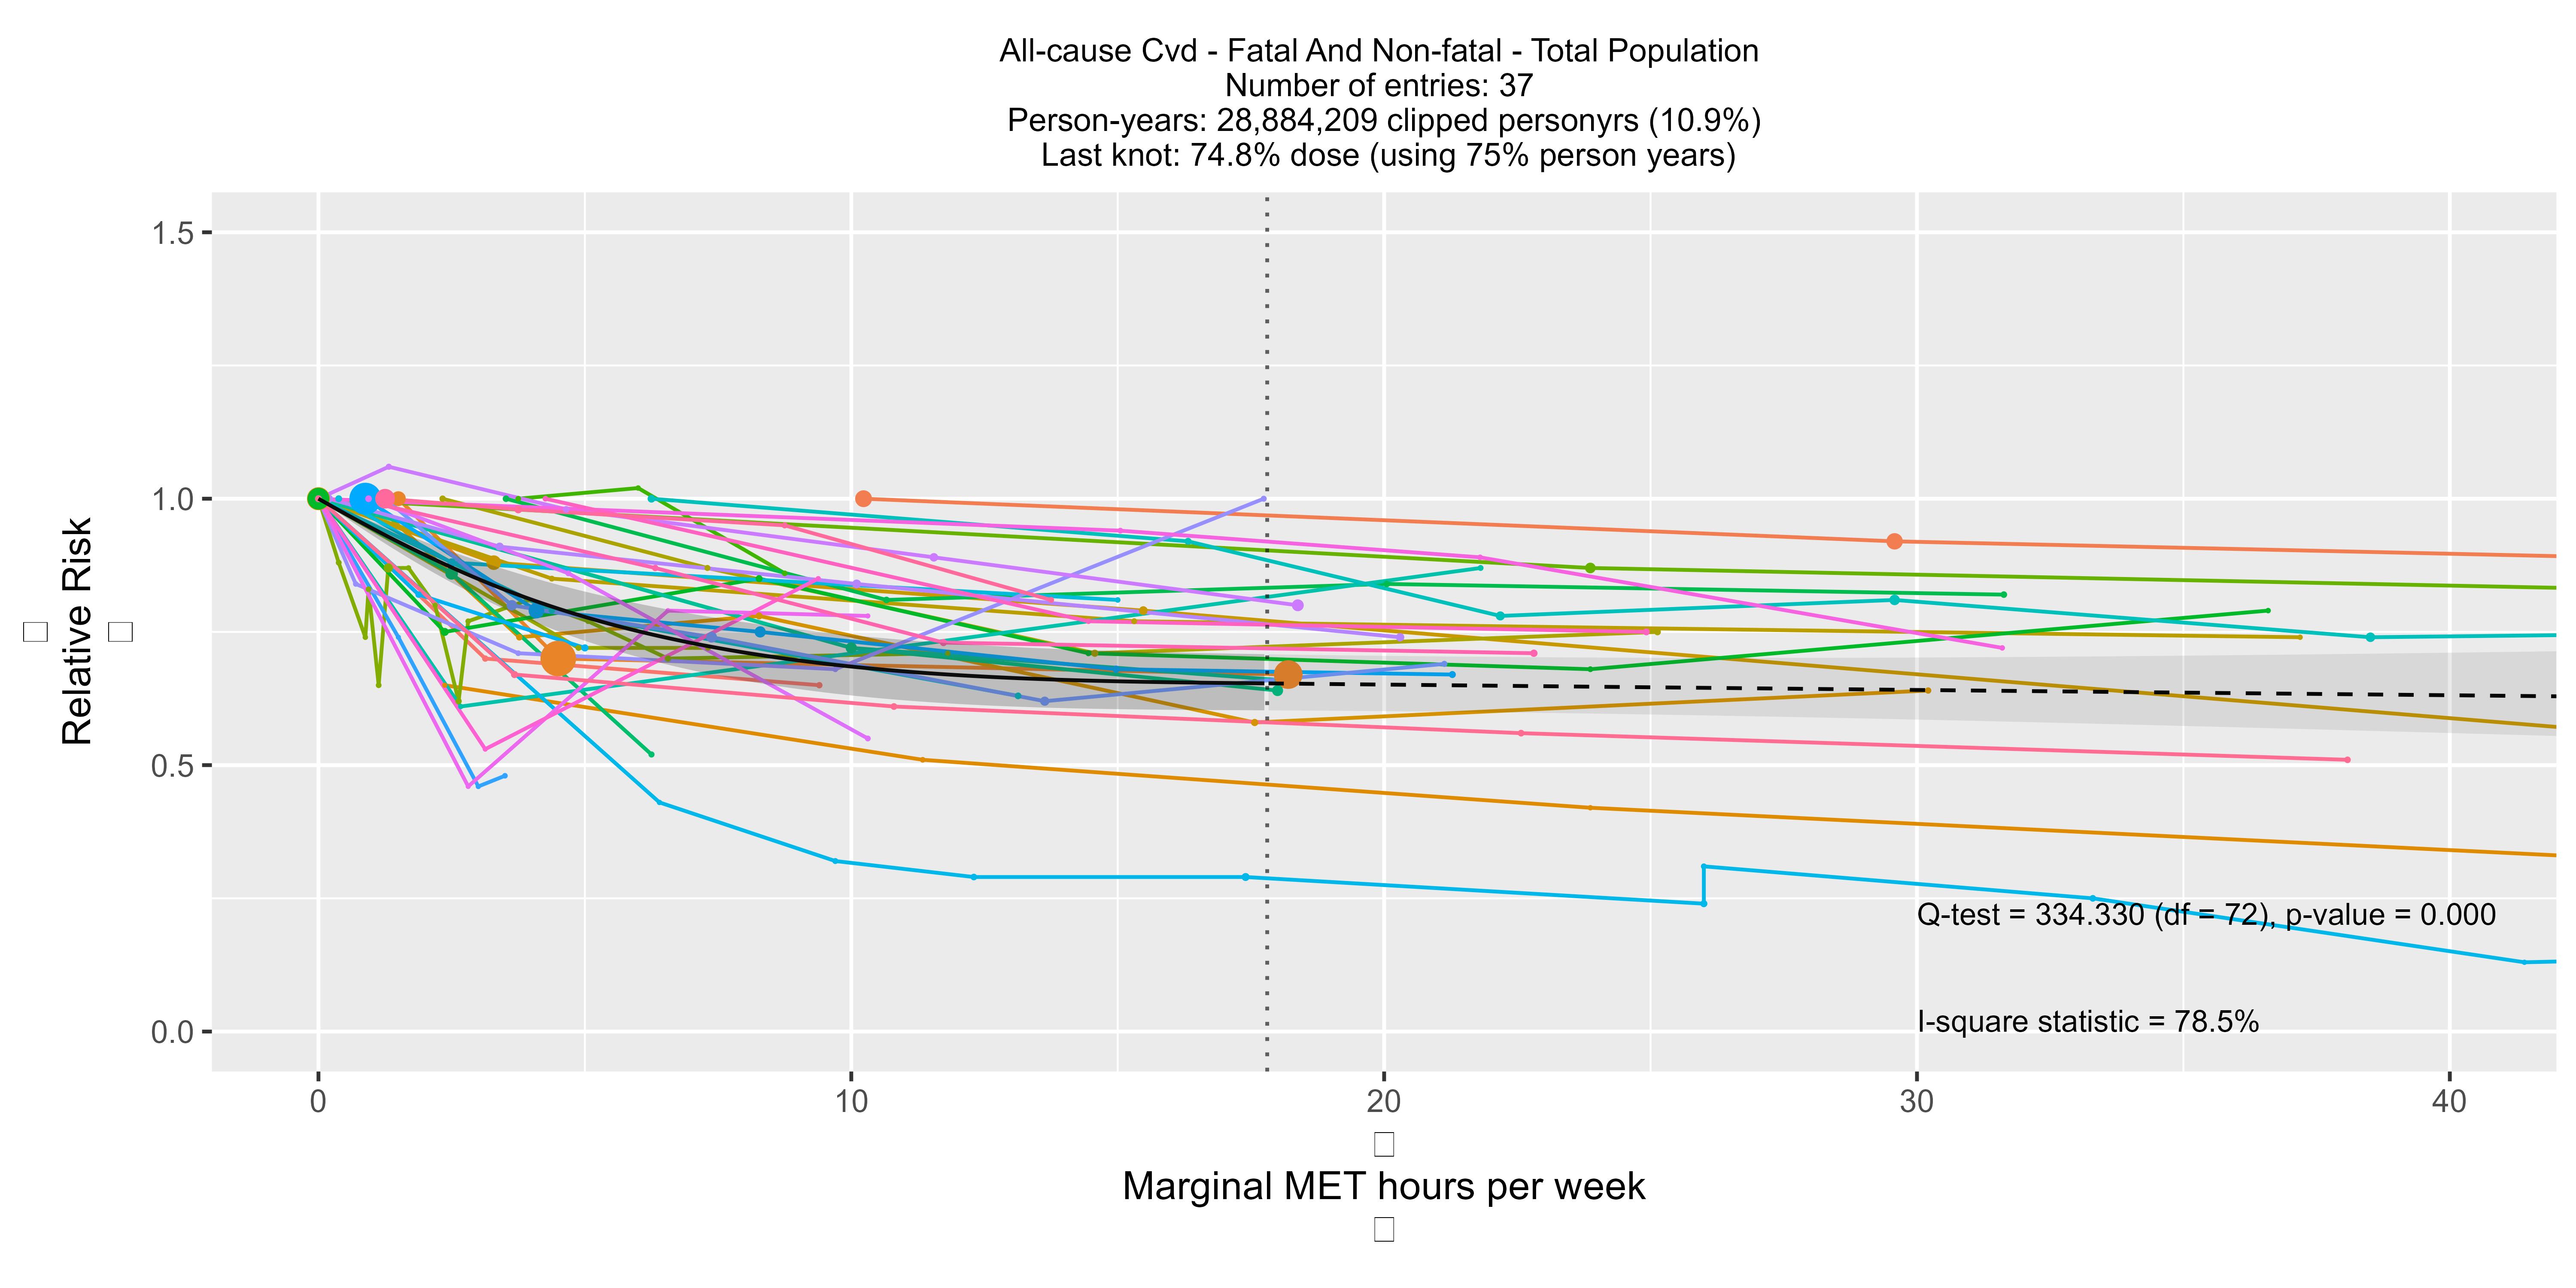 All-cause Cvd - Fatal And Non-fatal - Total Population
Number of entries: 37
Person-years: 28,884,209 clipped personyrs (10.9%)
Last knot: 74.8% dose (using 75% person years)
Relative Risk
1.5
1.0
0.5
0.0
Q-test = 334.330 (df = 72), p-value = 0.000
I-square statistic = 78.5%
0 10 20 30 40
Marginal MET hours per week